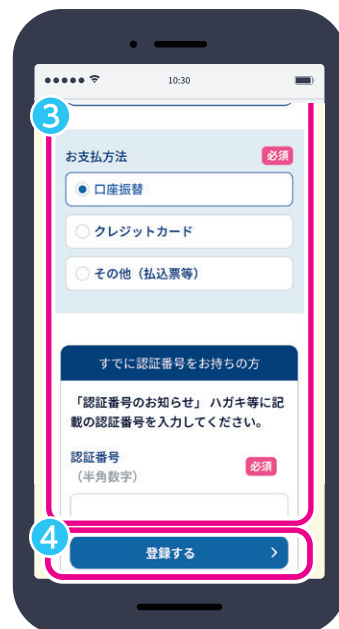 10:30
3
お支払方法 必須
口座振替
クレジットカード
その他（払込票等）
すでに認証番号をお持ちの方
「認証番号のお知らせ」 ハガキ等に記
載の認証番号を入力してください。
認証番号
（半角数字）
必須
4
登録する